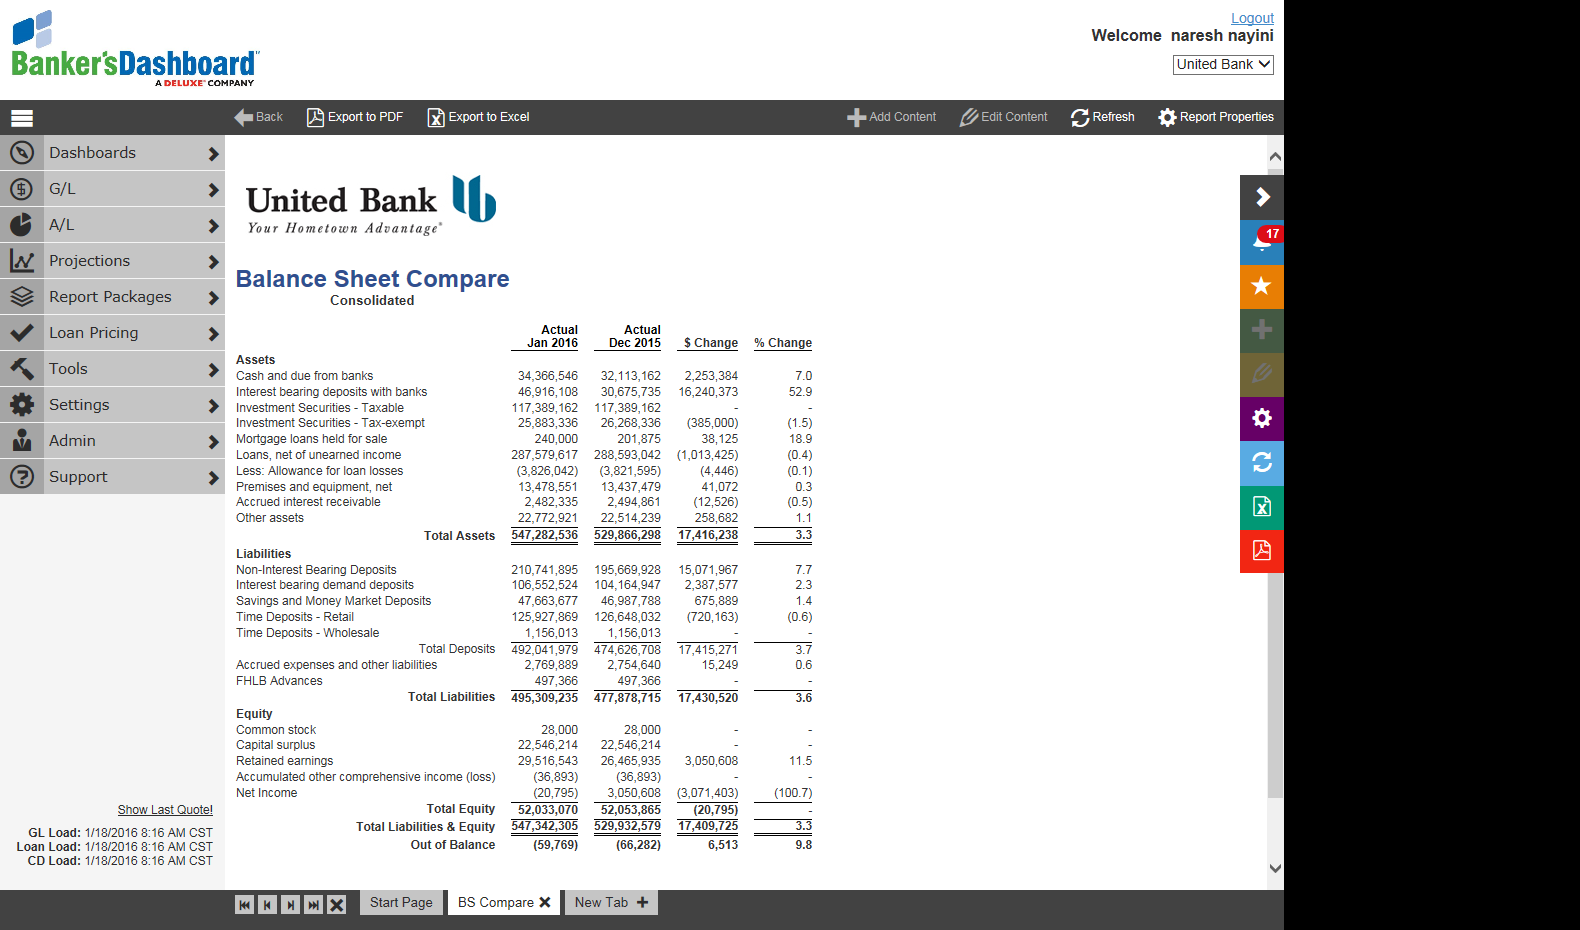 Logout
Banker'sDashboard
Welcome naresh nayini
A DELUXE COMPANY
United Bank
Back Export to PDF Export to Excel Add Content Edit Content Refresh Report Properties
Dashboards
G/L
A/L
Projections
Report Packages
Loan Pricing
Tools
Settings
Admin
Support
Show Last Quote!
GL Load: 1/18/2016 8:16 AM CST
Loan Load: 1/18/2016 8:16 AM CST
CD Load: 1/18/2016 8:16 AM CST
United Bank
Your Hometown Advantage®
17
Balance Sheet Compare
Consolidated
Actual Actual
Jan 2016 Dec 2015 $ Change % Change
Assets
Cash and due from banks 34,366,546 32,113,162 2,253,384 7.0
Interest bearing deposits with banks 46,916,108 30,675,735 16,240,373 52.9
Investment Securities - Taxable 117,389,162 117,389,162 - -
Investment Securities - Tax-exempt 25,883,336 26,268,336 (385,000) (1.5)
Mortgage loans held for sale 240,000 201,875 38,125 18.9
Loans, net of unearned income 287,579,617 288,593,042 (1,013,425) (0.4)
Less: Allowance for loan losses (3,826,042) (3,821,595) (4,446) (0.1)
Premises and equipment, net 13,478,551 13,437,479 41,072 0.3
Accrued interest receivable 2,482,335 2,494,861 (12,526) (0.5)
Other assets 22,772,921 22,514,239 258,682 1.1
Total Assets 547,282,536 529,866,298 17,416,238 3.3
Liabilities
Non-Interest Bearing Deposits 210,741,895 195,669,928 15,071,967 7.7
Interest bearing demand deposits 106,552,524 104,164,947 2,387,577 2.3
Savings and Money Market Deposits 47,663,677 46,987,788 675,889 1.4
Time Deposits - Retail 125,927,869 126,648,032 (720,163) (0.6)
Time Deposits - Wholesale 1,156,013 1,156,013 - -
Total Deposits 492,041,979 474,626,708 17,415,271 3.7
Accrued expenses and other liabilities 2,769,889 2,754,640 15,249 0.6
FHLB Advances 497,366 497,366 - -
Total Liabilities 495,309,235 477,878,715 17,430,520 3.6
Equity
Common stock 28,000 28,000 - -
Capital surplus 22,546,214 22,546,214 - -
Retained earnings 29,516,543 26,465,935 3,050,608 11.5
Accumulated other comprehensive income (loss) (36,893) (36,893) - -
Net Income (20,795) 3,050,608 (3,071,403) (100.7)
Total Equity 52,033,070 52,053,865 (20,795) -
Total Liabilities & Equity 547,342,305 529,932,579 17,409,725 3.3
Out of Balance (59,769) (66,282) 6,513 9.8
Start Page BS Compare New Tab